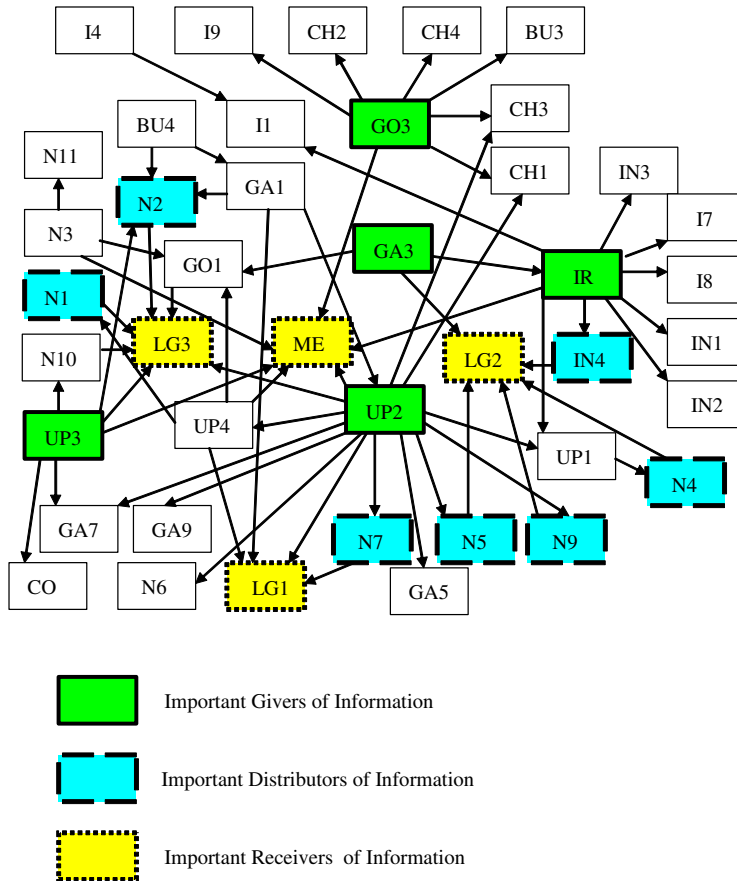 I4
I9
CH2
CH4
BU3
BU4
I1
GO3
CH3
N11
N2
GA1
CH1
IN3
I7
N3
GO1
GA3
IR
I8
N1
LG3
ME
LG2
IN4
IN1
N10
IN2
UP3
UP4
UP2
UP1
N4
GA7
GA9
N7
N5
N9
CO
N6
LG1
GA5
Important Givers of Information
Important Distributors of Information
Important Receivers of Information